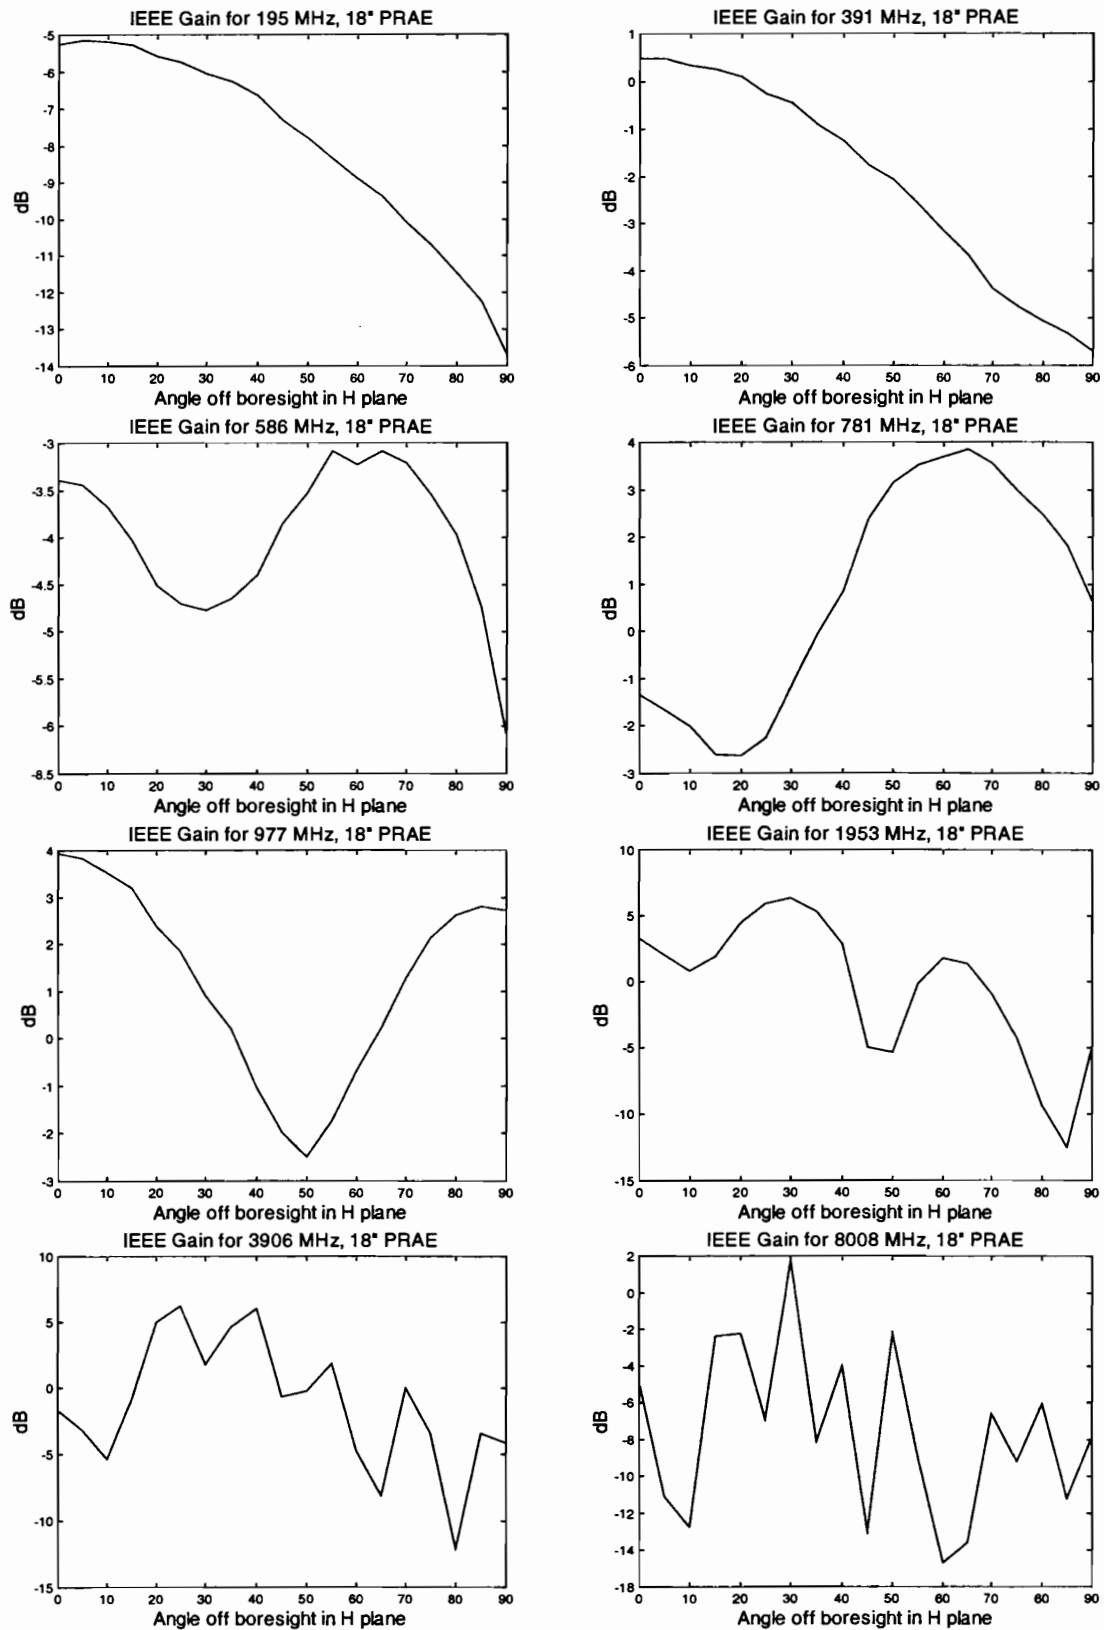 IEEE Gain for 195 MHz, 18" PRAE
-5
-6
-7
-8
-9
-10
-11
-12
-13
-14
dB
0 10 20 30 40 50 60 70 80 90
Angle off boresight in H plane
IEEE Gain for 391 MHz, 18" PRAE
1
0
-1
-2
-3
-4
-5
-6
dB
0 10 20 30 40 50 60 70 80 90
Angle off boresight in H plane
IEEE Gain for 586 MHz, 18" PRAE
-3
-3.5
-4
-4.5
-5
-5.5
-6
-8.5
dB
0 10 20 30 40 50 60 70 80 90
Angle off boresight in H plane
IEEE Gain for 781 MHz, 18" PRAE
4
3
2
1
0
-1
-2
-3
dB
0 10 20 30 40 50 60 70 80 90
Angle off boresight in H plane
IEEE Gain for 977 MHz, 18" PRAE
4
3
2
1
0
-1
-2
-3
dB
0 10 20 30 40 50 60 70 80 90
Angle off boresight in H plane
IEEE Gain for 1953 MHz, 18" PRAE
10
5
0
-5
-10
-15
dB
0 10 20 30 40 50 60 70 80 90
Angle off boresight in H plane
IEEE Gain for 3906 MHz, 18" PRAE
10
5
0
-5
-10
-15
dB
0 10 20 30 40 50 60 70 80 90
Angle off boresight in H plane
IEEE Gain for 8008 MHz, 18" PRAE
2
0
-2
-4
-6
-8
-10
-12
-14
-18
dB
0 10 20 30 40 50 60 70 80 90
Angle off boresight in H plane